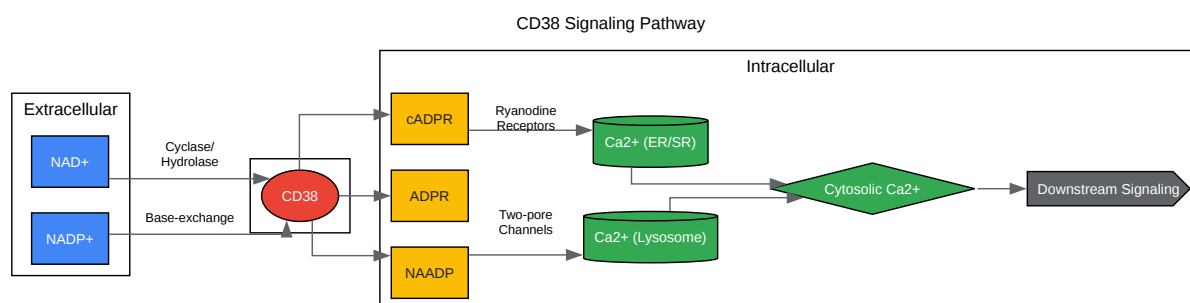 CD38 Signaling Pathway
Extracellular
NAD+
NADP+
Cyclase/
Hydrolase
Base-exchange
CD38
Intracellular
cADPR
ADPR
NAADP
Ryanodine
Receptors
Two-pore
Channels
Ca2+ (ER/SR)
Ca2+ (Lysosome)
Cytosolic Ca2+
Downstream Signaling